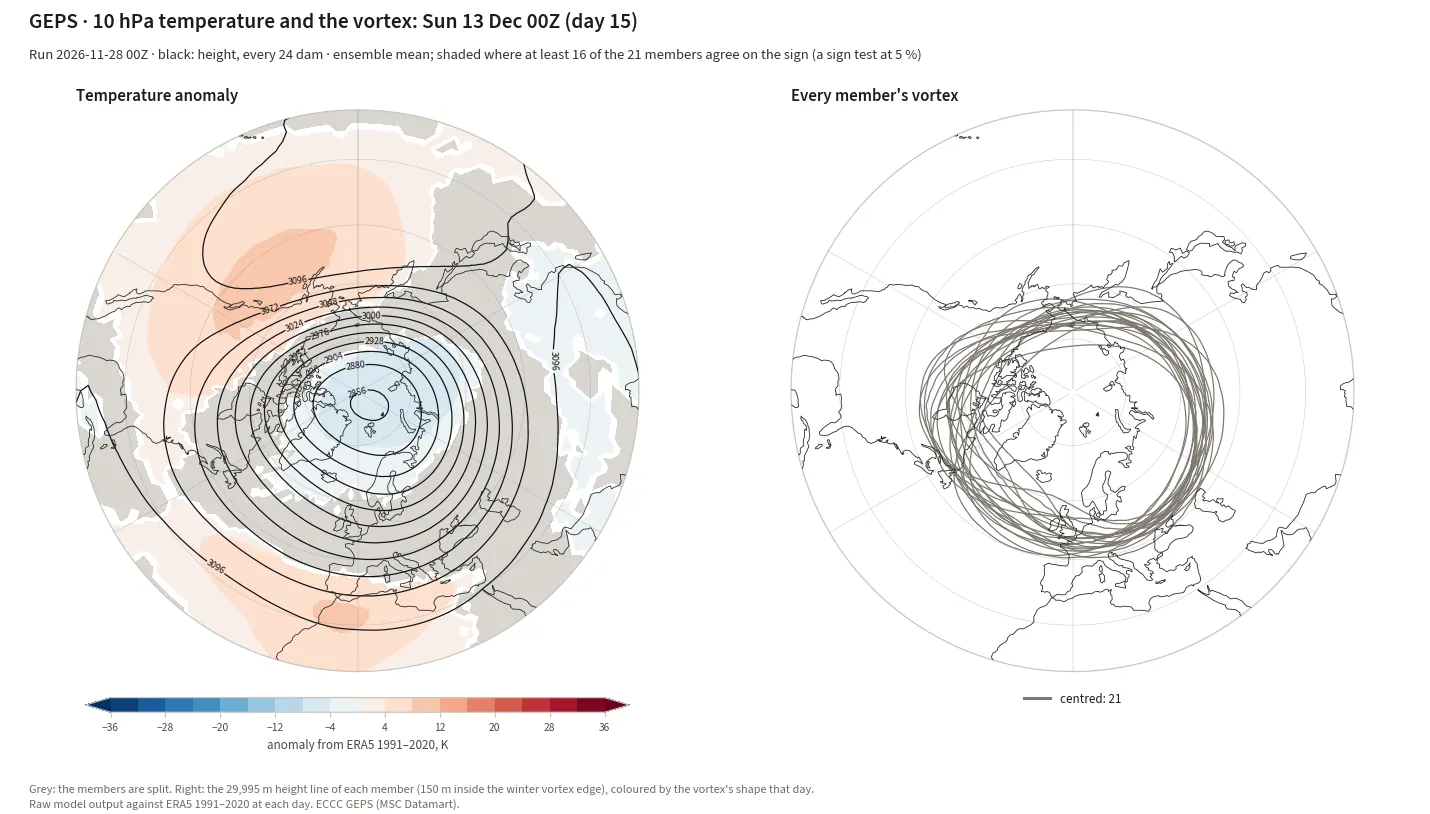 GEPS · 10 hPa temperature and the vortex: Sun 13 Dec 00Z (day 15)
Run 2026-11-28 00Z · black: height, every 24 dam · ensemble mean; shaded where at least 16 of the 21 members agree on the sign (a sign test at 5 %)
Temperature anomaly
Every member's vortex
3096
3072
3048
3024
3000
2976
2928
2904
2880
2856
3096
3096
−36 −28 −20 −12 −4 4 12 20 28 36
anomaly from ERA5 1991–2020, K
centred: 21
Grey: the members are split. Right: the 29,995 m height line of each member (150 m inside the winter vortex edge), coloured by the vortex's shape that day.
Raw model output against ERA5 1991–2020 at each day. ECCC GEPS (MSC Datamart).